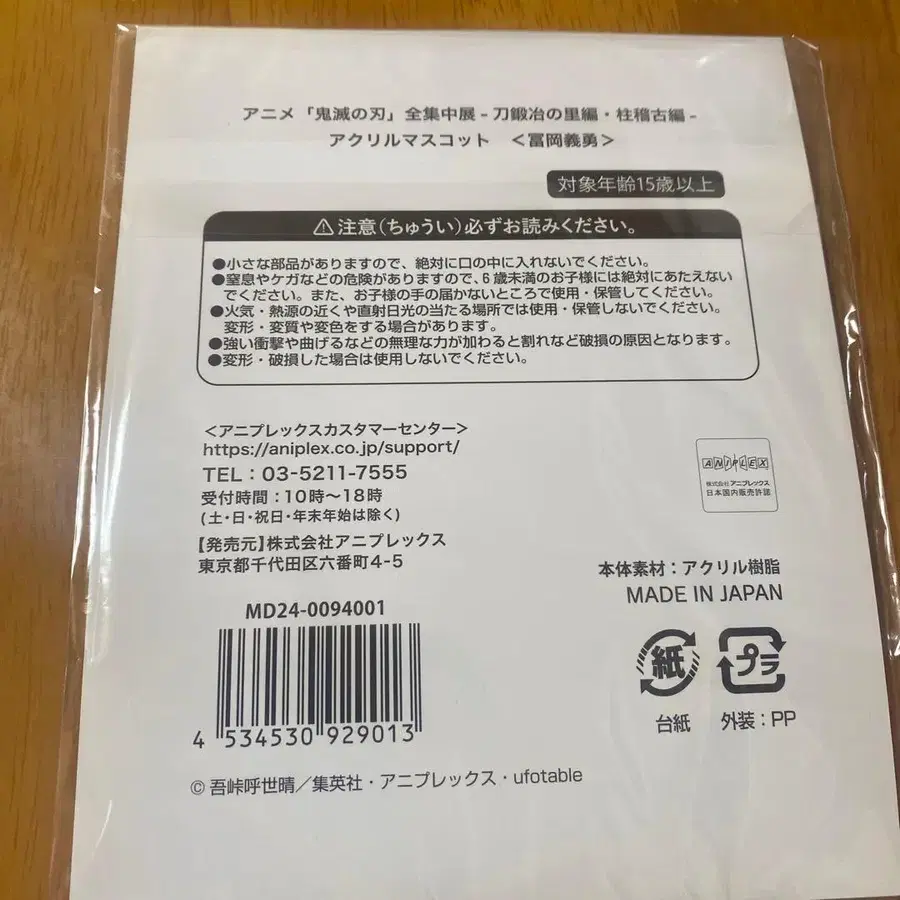 アニメ「鬼滅の刃」全集中展 - 刀鍛冶の里編・柱稽古編 -
アクリルマスコット <冨岡義勇>
対象年齢15歳以上
⚠注意(ちゅうい)必ずお読みください。
●小さな部品がありますので、絶対に口の中に入れないでください。
●窒息やケガなどの危険がありますので、6歳未満のお子様には絶対にあたえない
でください。また、お子様の手の届かないところで使用・保管してください。
●火気・熱源の近くや直射日光の当たる場所では使用・保管しないでください。
変形・変質や変色をする場合があります。
●強い衝撃や曲げるなどの無理な力が加わると割れなど破損の原因となります。
●変形・破損した場合は使用しないでください。
<アニプレックスカスタマーセンター>
https://aniplex.co.jp/support/
TEL:03-5211-7555
受付時間:10時〜18時
(土・日・祝日・年末年始は除く)
【発売元】株式会社アニプレックス
東京都千代田区六番町4-5
ANIPLEX
株式会社アニプレックス
日本国内販売許諾
本体素材:アクリル樹脂
MADE IN JAPAN
MD24-0094001
4 534530 929013
紙
プラ
台紙
外装:PP
© 吾峠呼世晴/集英社・アニプレックス・ufotable